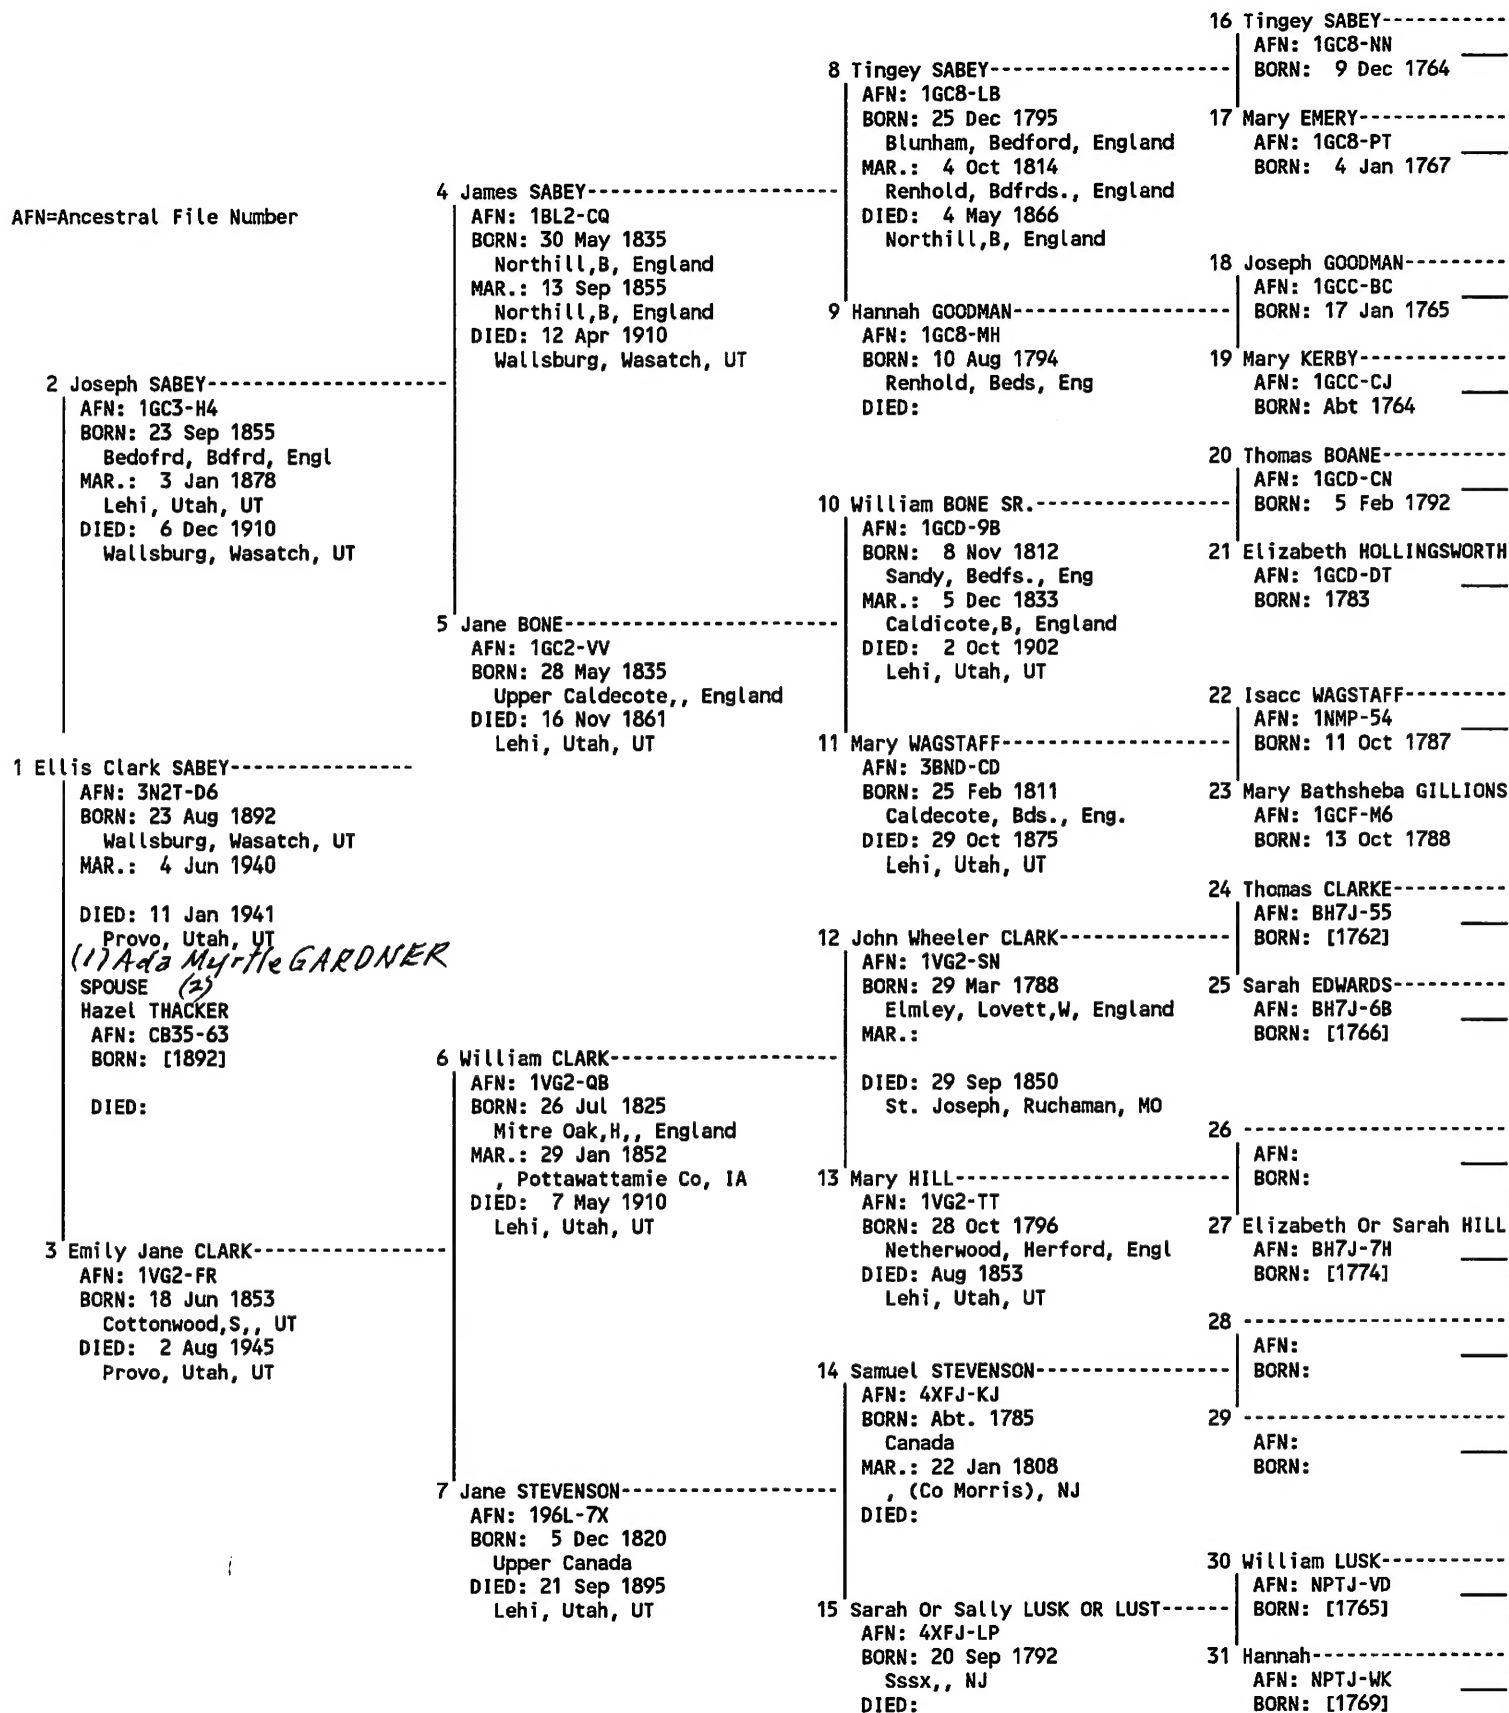 AFN=Ancestral File Number
1 Ellis Clark SABEY----------------
AFN: 3N2T-D6
BORN: 23 Aug 1892
Wallsburg, Wasatch, UT
MAR.: 4 Jun 1940
DIED: 11 Jan 1941
Provo, Utah, UT
(1) Ada Myrtle GARDNER
SPOUSE (2)
Hazel THACKER
AFN: CB35-63
BORN: [1892]
DIED:
2 Joseph SABEY--------------------
AFN: 1GC3-H4
BORN: 23 Sep 1855
Bedofrd, Bdfrd, Engl
MAR.: 3 Jan 1878
Lehi, Utah, UT
DIED: 6 Dec 1910
Wallsburg, Wasatch, UT
3 Emily Jane CLARK----------------
AFN: 1VG2-FR
BORN: 18 Jun 1853
Cottonwood,S,, UT
DIED: 2 Aug 1945
Provo, Utah, UT
4 James SABEY---------------------
AFN: 1BL2-CQ
BORN: 30 May 1835
Northill,B, England
MAR.: 13 Sep 1855
Northill,B, England
DIED: 12 Apr 1910
Wallsburg, Wasatch, UT
5 Jane BONE-----------------------
AFN: 1GC2-VV
BORN: 28 May 1835
Upper Caldecote,, England
DIED: 16 Nov 1861
Lehi, Utah, UT
6 William CLARK-------------------
AFN: 1VG2-QB
BORN: 26 Jul 1825
Mitre Oak,H,, England
MAR.: 29 Jan 1852
, Pottawattamie Co, IA
DIED: 7 May 1910
Lehi, Utah, UT
7 Jane STEVENSON------------------
AFN: 196L-7X
BORN: 5 Dec 1820
Upper Canada
DIED: 21 Sep 1895
Lehi, Utah, UT
8 Tingey SABEY--------------------
AFN: 1GC8-LB
BORN: 25 Dec 1795
Blunham, Bedford, England
MAR.: 4 Oct 1814
Renhold, Bdfrds., England
DIED: 4 May 1866
Northill,B, England
9 Hannah GOODMAN------------------
AFN: 1GC8-MH
BORN: 10 Aug 1794
Renhold, Beds, Eng
DIED:
10 William BONE SR.----------------
AFN: 1GCD-9B
BORN: 8 Nov 1812
Sandy, Bedfs., Eng
MAR.: 5 Dec 1833
Caldicote,B, England
DIED: 2 Oct 1902
Lehi, Utah, UT
11 Mary WAGSTAFF-------------------
AFN: 3BND-CD
BORN: 25 Feb 1811
Caldecote, Bds., Eng.
DIED: 29 Oct 1875
Lehi, Utah, UT
12 John Wheeler CLARK--------------
AFN: 1VG2-SN
BORN: 29 Mar 1788
Elmley, Lovett,W, England
MAR.:
DIED: 29 Sep 1850
St. Joseph, Ruchaman, MO
13 Mary HILL-----------------------
AFN: 1VG2-TT
BORN: 28 Oct 1796
Netherwood, Herford, Engl
DIED: Aug 1853
Lehi, Utah, UT
14 Samuel STEVENSON----------------
AFN: 4XFJ-KJ
BORN: Abt. 1785
Canada
MAR.: 22 Jan 1808
, (Co Morris), NJ
DIED:
15 Sarah Or Sally LUSK OR LUST------
AFN: 4XFJ-LP
BORN: 20 Sep 1792
Sssx,, NJ
DIED:
16 Tingey SABEY-----------
AFN: 1GC8-NN
BORN: 9 Dec 1764
17 Mary EMERY-------------
AFN: 1GC8-PT
BORN: 4 Jan 1767
18 Joseph GOODMAN---------
AFN: 1GCC-BC
BORN: 17 Jan 1765
19 Mary KERBY-------------
AFN: 1GCC-CJ
BORN: Abt 1764
20 Thomas BOANE-----------
AFN: 1GCD-CN
BORN: 5 Feb 1792
21 Elizabeth HOLLINGSWORTH
AFN: 1GCD-DT
BORN: 1783
22 Isacc WAGSTAFF---------
AFN: 1NMP-54
BORN: 11 Oct 1787
23 Mary Bathsheba GILLIONS
AFN: 1GCF-M6
BORN: 13 Oct 1788
24 Thomas CLARKE----------
AFN: BH7J-55
BORN: [1762]
25 Sarah EDWARDS----------
AFN: BH7J-6B
BORN: [1766]
26 -----------------------
AFN:
BORN:
27 Elizabeth Or Sarah HILL
AFN: BH7J-7H
BORN: [1774]
28 -----------------------
AFN:
BORN:
29 -----------------------
AFN:
BORN:
30 William LUSK-----------
AFN: NPTJ-VD
BORN: [1765]
31 Hannah-----------------
AFN: NPTJ-WK
BORN: [1769]